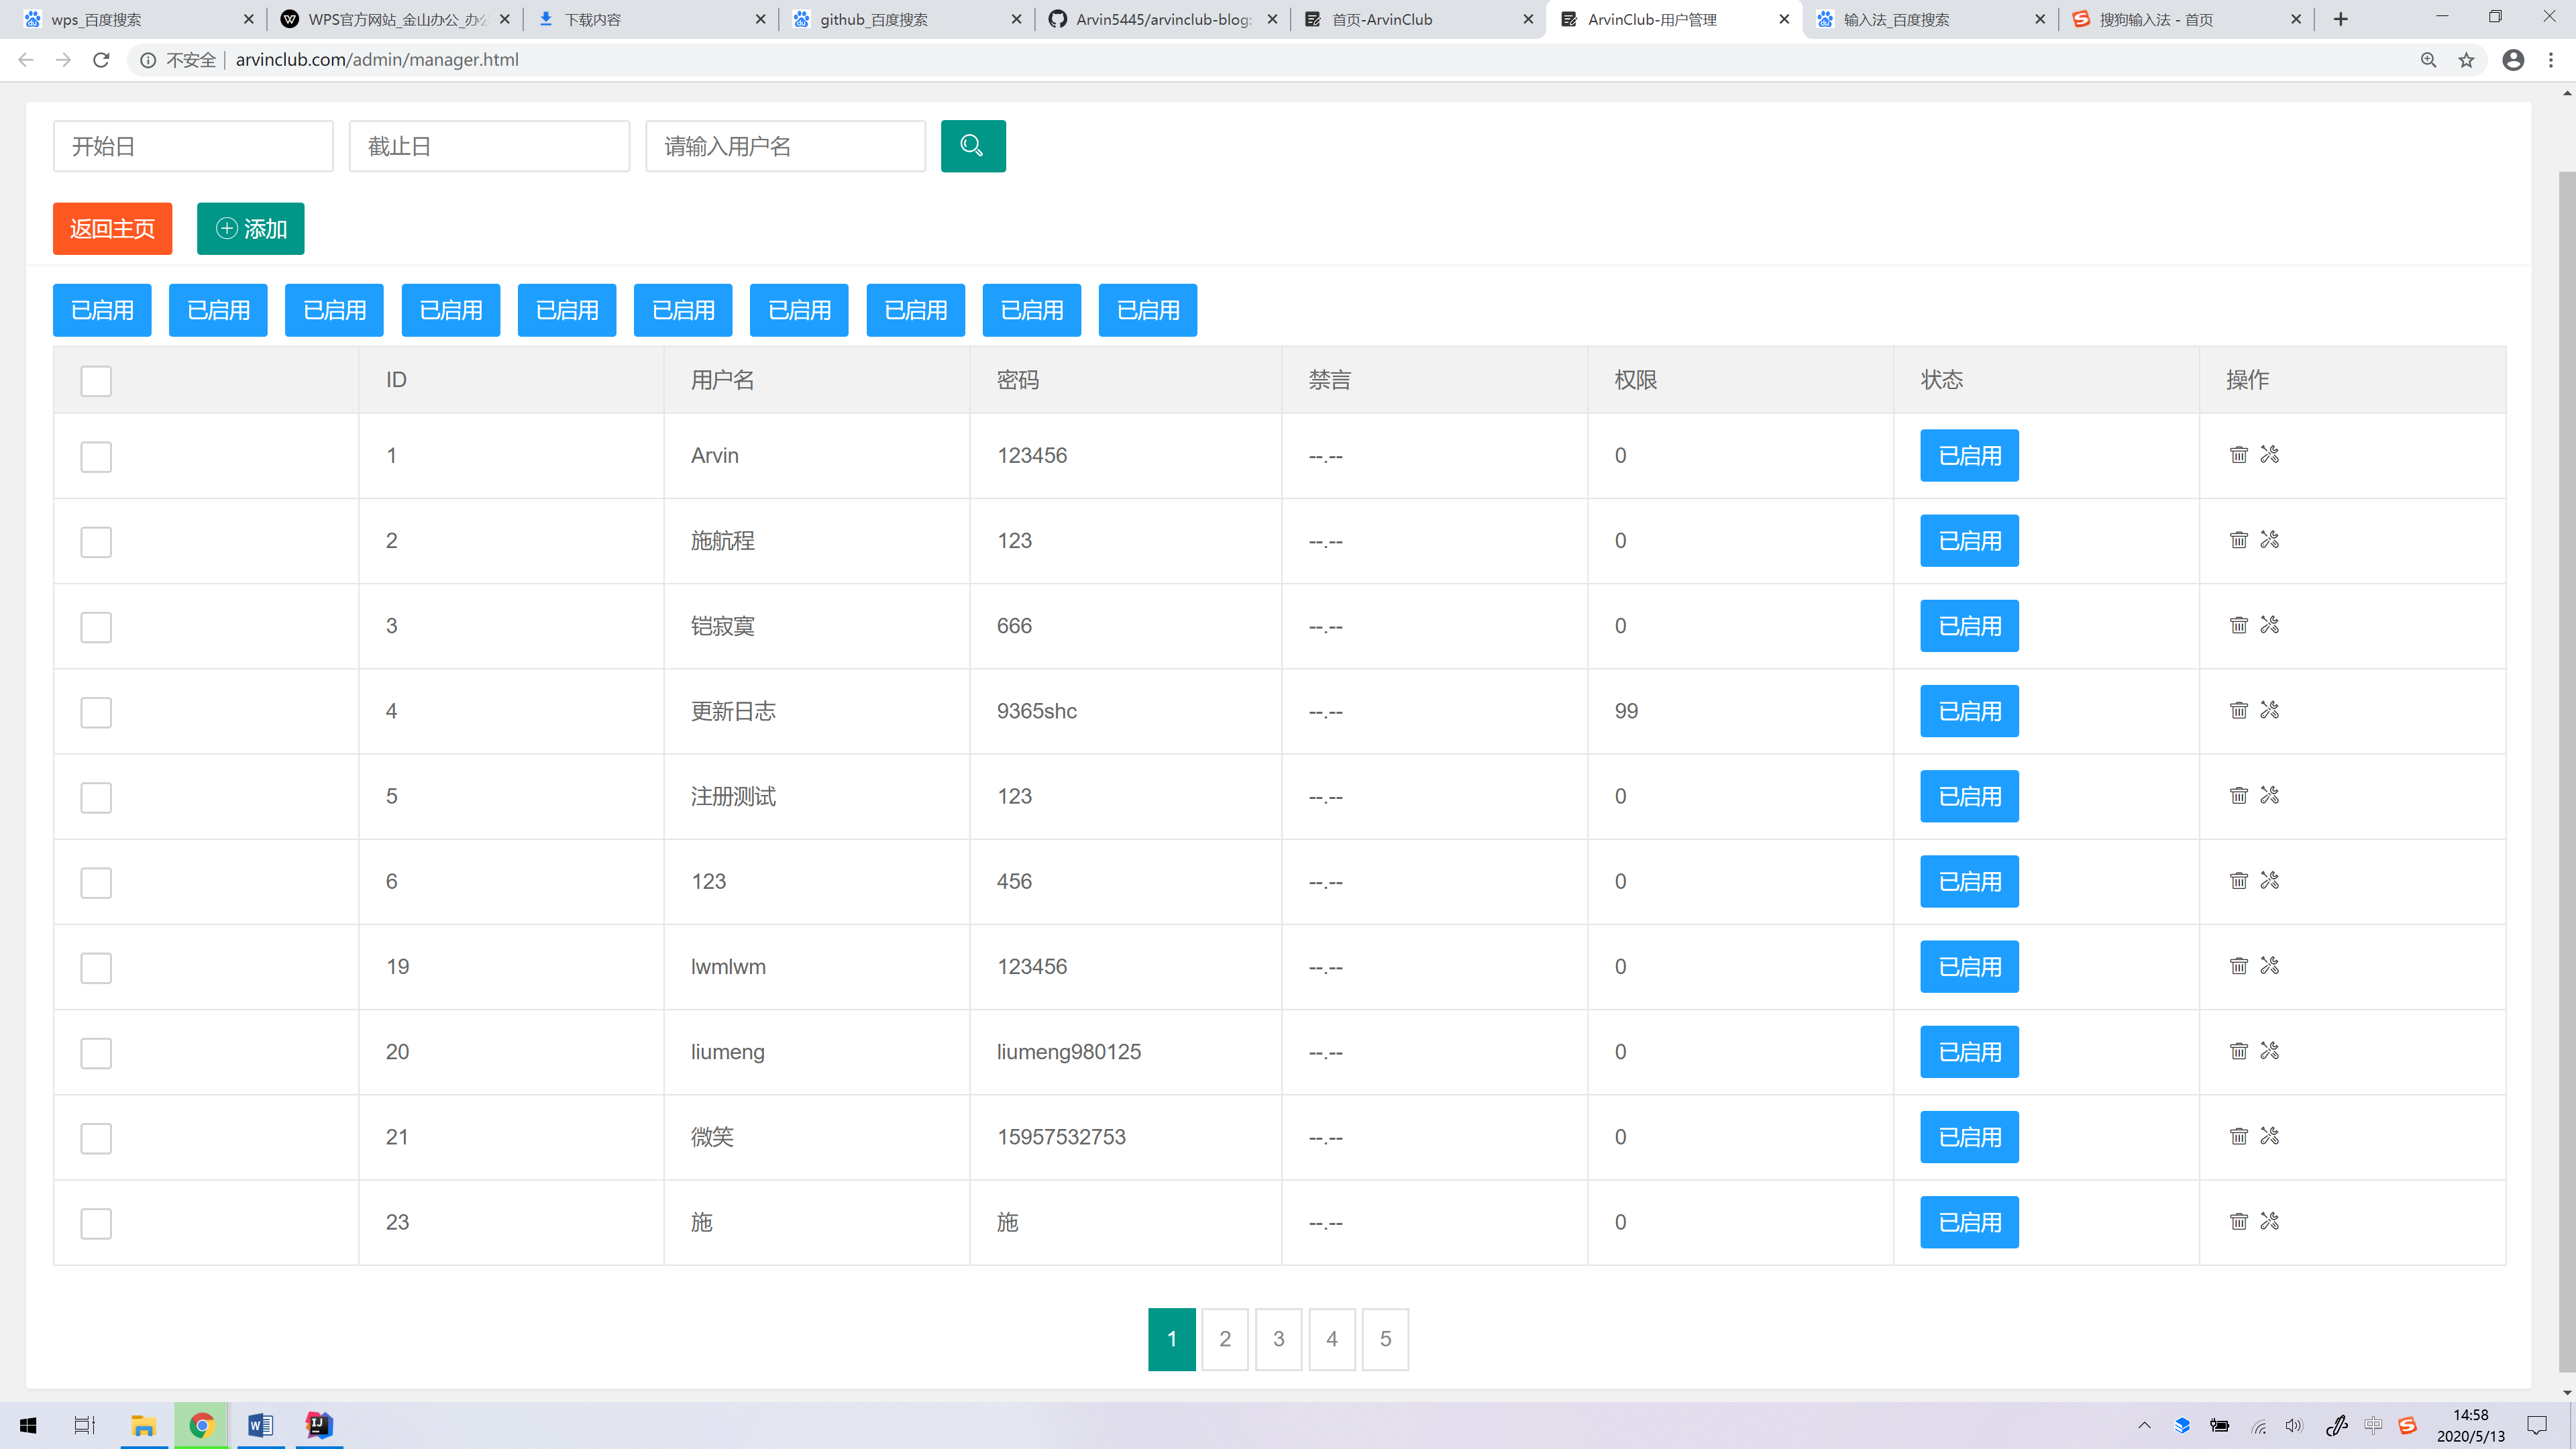 wps_百度搜索
WPS官方网站_金山办公_办公
下载内容
github_百度搜索
Arvin5445/arvinclub-blog:
首页-ArvinClub
ArvinClub-用户管理
输入法_百度搜索
搜狗输入法 - 首页
不安全 | arvinclub.com/admin/manager.html
开始日 截止日 请输入用户名
返回主页 添加
已启用 已启用 已启用 已启用 已启用 已启用 已启用 已启用 已启用 已启用
ID 用户名 密码 禁言 权限 状态 操作
1 Arvin 123456 --.-- 0 已启用
2 施航程 123 --.-- 0 已启用
3 铠寂寞 666 --.-- 0 已启用
4 更新日志 9365shc --.-- 99 已启用
5 注册测试 123 --.-- 0 已启用
6 123 456 --.-- 0 已启用
19 lwmlwm 123456 --.-- 0 已启用
20 liumeng liumeng980125 --.-- 0 已启用
21 微笑 15957532753 --.-- 0 已启用
23 施 施 --.-- 0 已启用
1 2 3 4 5
中
14:58
2020/5/13